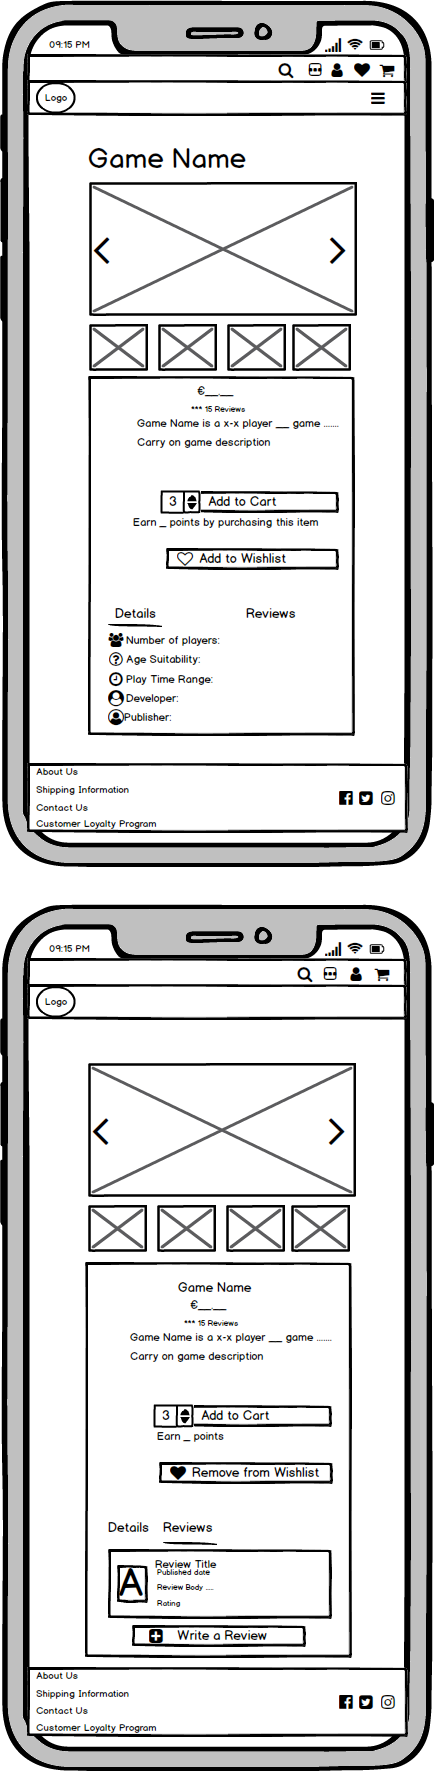 09:15 PM
Logo
Game Name
€__.__
*** 15 Reviews
Game Name is a x-x player __ game .......
Carry on game description
3 Add to Cart
Earn _ points by purchasing this item
Add to Wishlist
Details Reviews
Number of players:
Age Suitability:
Play Time Range:
Developer:
Publisher:
About Us
Shipping Information
Contact Us
Customer Loyalty Program
09:15 PM
Logo
Game Name
€__.__
*** 15 Reviews
Game Name is a x-x player __ game .......
Carry on game description
3 Add to Cart
Earn _ points
Remove from Wishlist
Details Reviews
A
Review Title
Published date
Review Body ....
Rating
Write a Review
About Us
Shipping Information
Contact Us
Customer Loyalty Program